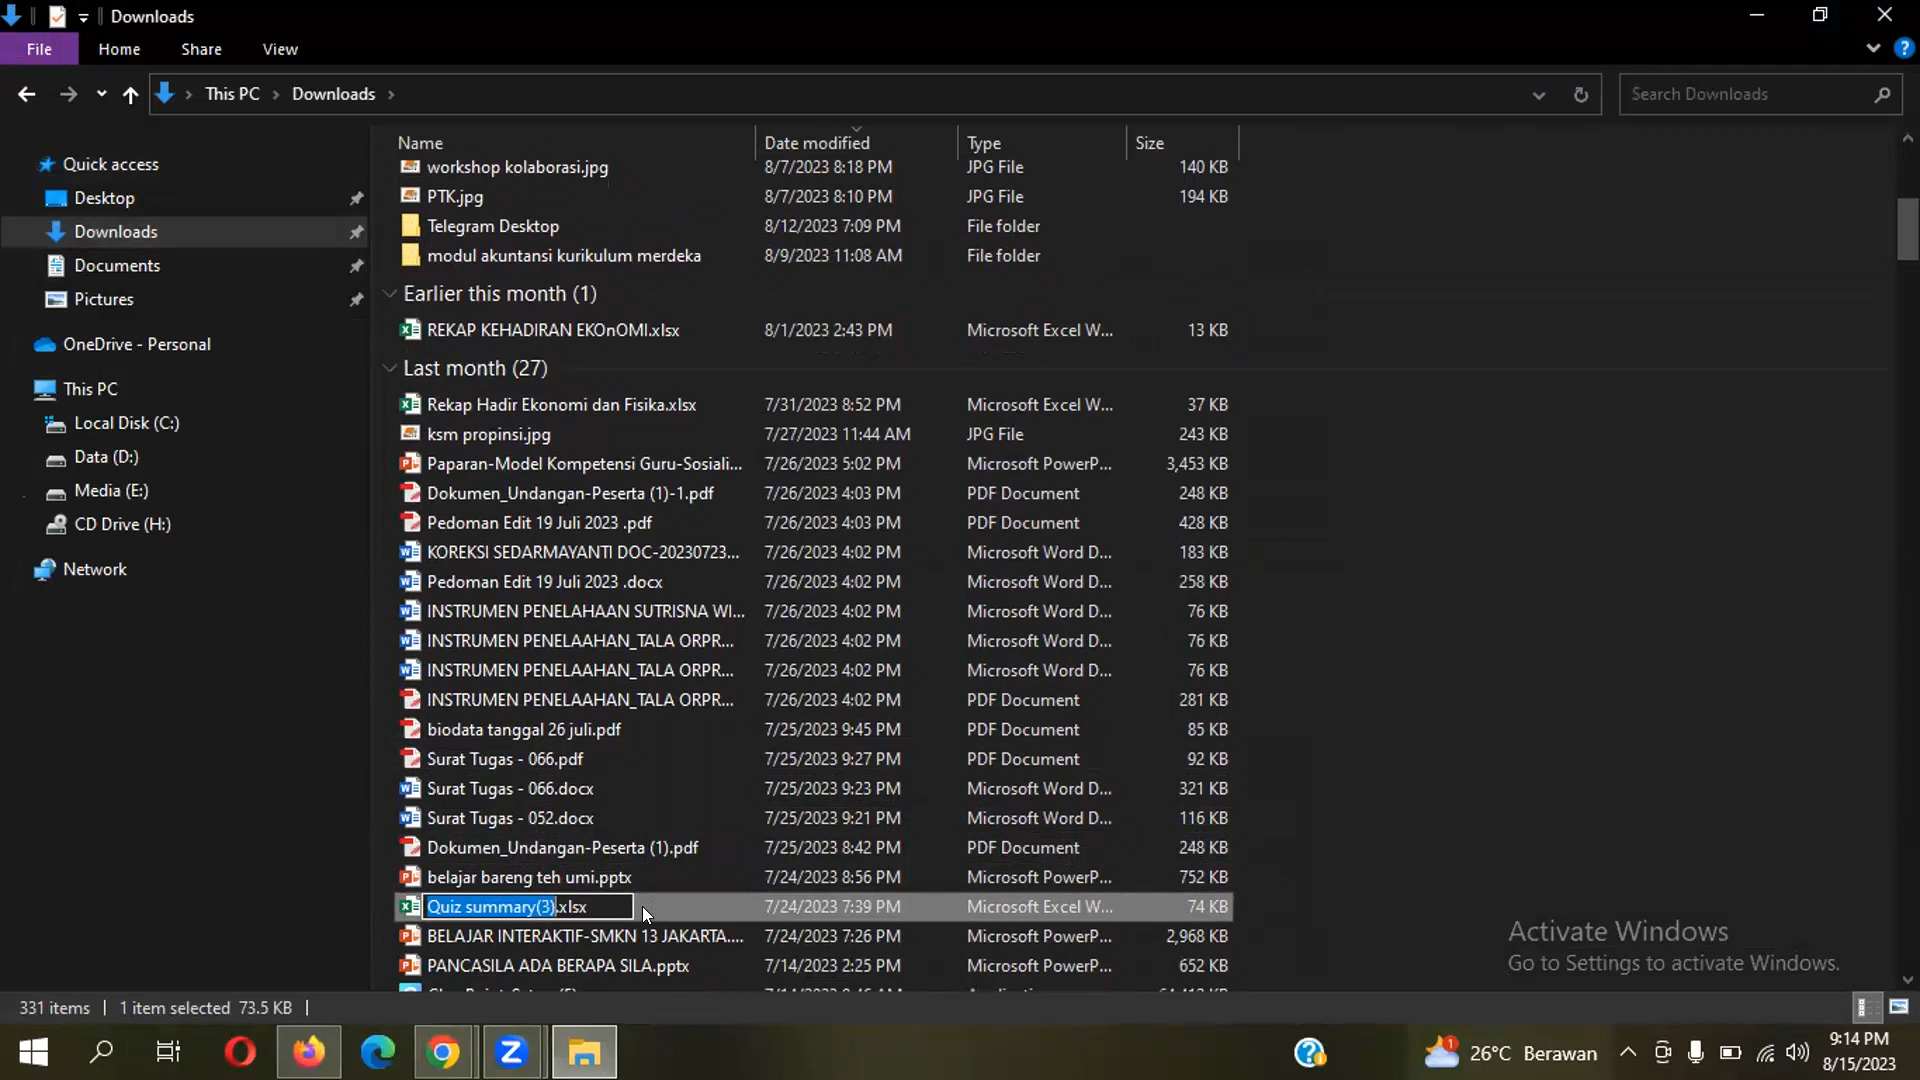 Downloads
File Home Share View
This PC Downloads
Search Downloads
Quick access
Desktop
Downloads
Documents
Pictures
OneDrive - Personal
This PC
Local Disk (C:)
Data (D:)
Media (E:)
CD Drive (H:)
Network
Name Date modified Type Size
workshop kolaborasi.jpg 8/7/2023 8:18 PM JPG File 140 KB
PTK.jpg 8/7/2023 8:10 PM JPG File 194 KB
Telegram Desktop 8/12/2023 7:09 PM File folder
modul akuntansi kurikulum merdeka 8/9/2023 11:08 AM File folder
Earlier this month (1)
REKAP KEHADIRAN EKOnOMI.xlsx 8/1/2023 2:43 PM Microsoft Excel W... 13 KB
Last month (27)
Rekap Hadir Ekonomi dan Fisika.xlsx 7/31/2023 8:52 PM Microsoft Excel W... 37 KB
ksm propinsi.jpg 7/27/2023 11:44 AM JPG File 243 KB
Paparan-Model Kompetensi Guru-Sosiali... 7/26/2023 5:02 PM Microsoft PowerP... 3,453 KB
Dokumen_Undangan-Peserta (1)-1.pdf 7/26/2023 4:03 PM PDF Document 248 KB
Pedoman Edit 19 Juli 2023 .pdf 7/26/2023 4:03 PM PDF Document 428 KB
KOREKSI SEDARMAYANTI DOC-20230723... 7/26/2023 4:02 PM Microsoft Word D... 183 KB
Pedoman Edit 19 Juli 2023 .docx 7/26/2023 4:02 PM Microsoft Word D... 258 KB
INSTRUMEN PENELAHAAN SUTRISNA WI... 7/26/2023 4:02 PM Microsoft Word D... 76 KB
INSTRUMEN PENELAAHAN_TALA ORPR... 7/26/2023 4:02 PM Microsoft Word D... 76 KB
INSTRUMEN PENELAAHAN_TALA ORPR... 7/26/2023 4:02 PM Microsoft Word D... 76 KB
INSTRUMEN PENELAAHAN_TALA ORPR... 7/26/2023 4:02 PM PDF Document 281 KB
biodata tanggal 26 juli.pdf 7/25/2023 9:45 PM PDF Document 85 KB
Surat Tugas - 066.pdf 7/25/2023 9:27 PM PDF Document 92 KB
Surat Tugas - 066.docx 7/25/2023 9:23 PM Microsoft Word D... 321 KB
Surat Tugas - 052.docx 7/25/2023 9:21 PM Microsoft Word D... 116 KB
Dokumen_Undangan-Peserta (1).pdf 7/25/2023 8:42 PM PDF Document 248 KB
belajar bareng teh umi.pptx 7/24/2023 8:56 PM Microsoft PowerP... 752 KB
Quiz summary(3).xlsx 7/24/2023 7:39 PM Microsoft Excel W... 74 KB
BELAJAR INTERAKTIF-SMKN 13 JAKARTA.... 7/24/2023 7:26 PM Microsoft PowerP... 2,968 KB
PANCASILA ADA BERAPA SILA.pptx 7/14/2023 2:25 PM Microsoft PowerP... 652 KB
Activate Windows
Go to Settings to activate Windows.
331 items 1 item selected 73.5 KB
1 26°C Berawan
9:14 PM
8/15/2023